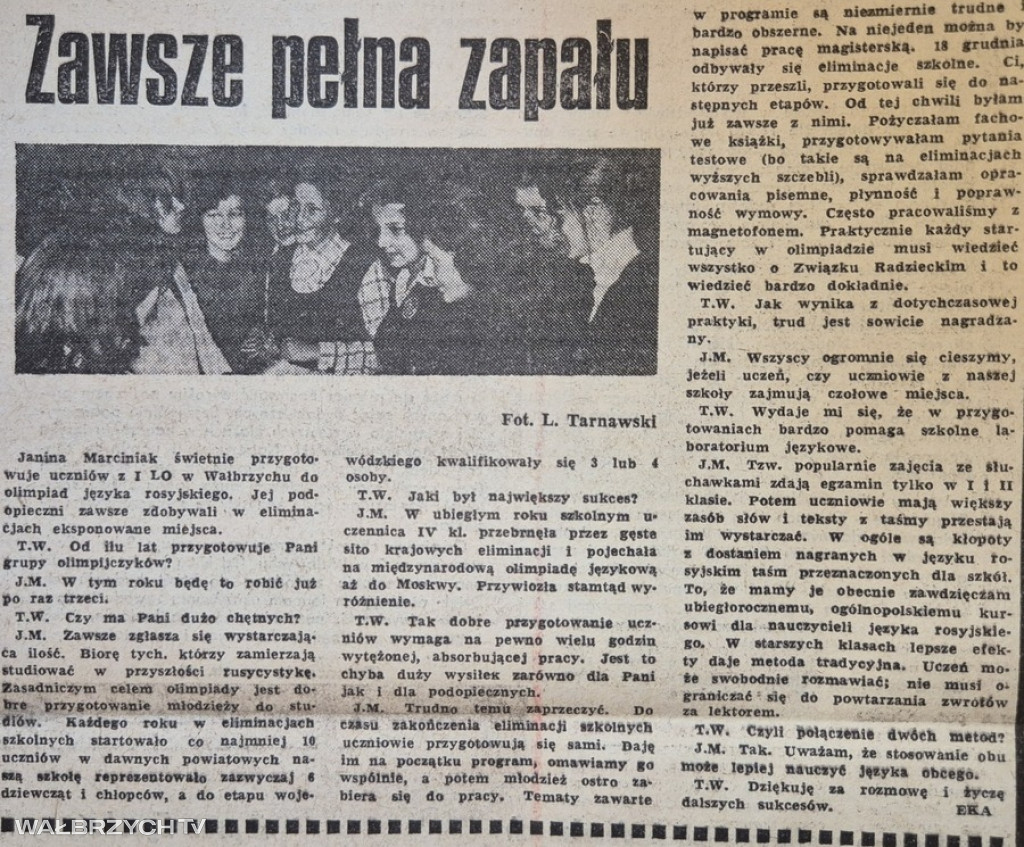 Zawsze pełna zapału
Fot. L. Tarnawski
Janina Marciniak świetnie przygoto-
wuje uczniów z I LO w Wałbrzychu do
olimpiad języka rosyjskiego. Jej pod-
opieczni zawsze zdobywali w elimina-
cjach eksponowane miejsca.
T.W. Od ilu lat przygotowuje Pani
grupy olimpijczyków?
J.M. W tym roku będę to robić już
po raz trzeci.
T.W. Czy ma Pani dużo chętnych?
J.M. Zawsze zgłasza się wystarczają-
ca ilość. Biorę tych. którzy zamierzają
studiować w przyszłości rusycystykę.
Zasadniczym celem olimpiady jest do-
bre przygotowanie młodzieży do stu-
diów. Każdego roku w eliminacjach
szkolnych startowało co najmniej 10
uczniów w dawnych powiatowych na-
szą szkołę reprezentowało zazwyczaj 6
dziewcząt i chłopców, a do etapu woje-
wódzkiego kwalifikowały się 3 lub 4
osoby.
T.W. Jaki był największy sukces?
J.M. W ubiegłym roku szkolnym u-
czennica IV kl. przebrnęła przez gęste
sito krajowych eliminacji i pojechała
na międzynarodową olimpiadę językową
aż do Moskwy. Przywiozła stamtąd wy-
różnienie.
T.W. Tak dobre przygotowanie ucz-
niów wymaga na pewno wielu godzin
wytężonej, absorbującej pracy. Jest to
chyba duży wysiłek zarówno dla Pani
jak i dla podopiecznych.
J.M. Trudno temu zaprzeczyć. Do
czasu zakończenia eliminacji szkolnych
uczniowie przygotowują się sami. Daję
im na początku program, omawiamy go
wspólnie, a potem młodzież ostro za-
biera się do pracy. Tematy zawarte
w programie są niezmiernie trudne i
bardzo obszerne. Na niejeden można by
napisać pracę magisterską. 18 grudnia
odbywały się eliminacje szkolne. Ci,
którzy przeszli, przygotowali się do na-
stępnych etapów. Od tej chwili byłam
już zawsze z nimi. Pożyczałam facho-
we książki, przygotowywałam pytania
testowe (bo takie są na eliminacjach
wyższych szczebli), sprawdzałam opra-
cowania pisemne, płynność i popraw-
ność wymowy. Często pracowaliśmy z
magnetofonem. Praktycznie każdy star-
tujący w olimpiadzie musi wiedzieć
wszystko o Związku Radzieckim i to
wiedzieć bardzo dokładnie.
T.W. Jak wynika z dotychczasowej
praktyki, trud jest sowicie nagradza-
ny.
J.M. Wszyscy ogromnie się cieszymy,
jeżeli uczeń, czy uczniowie z naszej
szkoły zajmują czołowe miejsca.
T.W. Wydaje mi się, że w przygo-
towaniach bardzo pomaga szkolne la-
boratorium językowe.
J.M. Tzw. popularnie zajęcia ze słu-
chawkami zdają egzamin tylko w I i II
klasie. Potem uczniowie mają większy
zasób słów i teksty z taśmy przestają
im wystarczać. W ogóle są kłopoty
z dostaniem nagranych w języku ro-
syjskim taśm przeznaczonych dla szkół.
To, że mamy je obecnie zawdzięczam
ubiegłorocznemu, ogólnopolskiemu kur-
sowi dla nauczycieli języka rosyjskie-
go. W starszych klasach lepsze efek-
ty daje metoda tradycyjna. Uczeń mo-
że swobodnie rozmawiać; nie musi o-
graniczać się do powtarzania zwrotów
za lektorem.
T.W. Czyli połączenie dwóch metod?
J.M. Tak. Uważam, że stosowanie obu
może lepiej nauczyć języka obcego.
T.W. Dziękuję za rozmowę i życzę
dalszych sukcesów.
EKA
WAŁBRZYCH TV